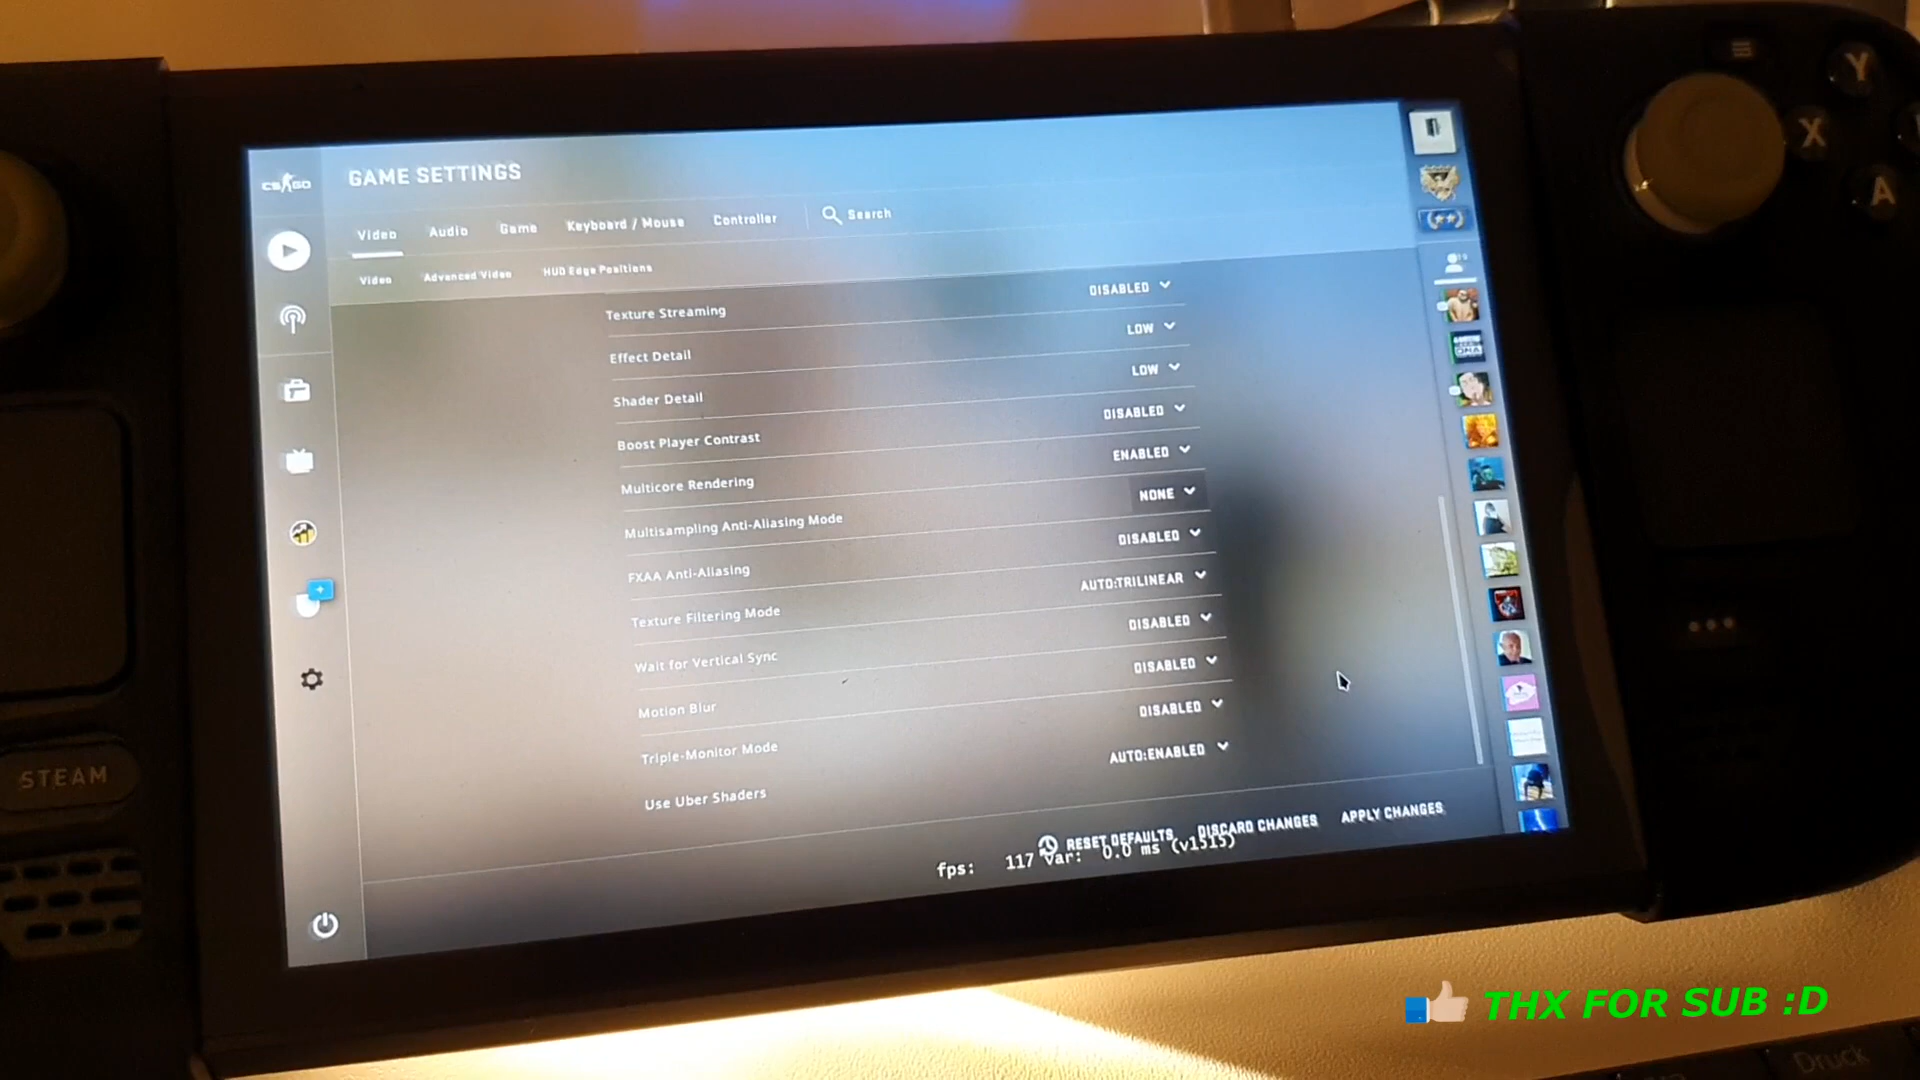 Y
X
A
CS GO
GAME SETTINGS
Video Audio Game Keyboard / Mouse Controller Search
Video Advanced Video HUD Edge Positions
Texture Streaming DISABLED
Effect Detail LOW
Shader Detail LOW
Boost Player Contrast DISABLED
Multicore Rendering ENABLED
Multisampling Anti-Aliasing Mode NONE
FXAA Anti-Aliasing DISABLED
Texture Filtering Mode AUTO:TRILINEAR
Wait for Vertical Sync DISABLED
Motion Blur DISABLED
Triple-Monitor Mode DISABLED
Use Uber Shaders AUTO:ENABLED
RESET DEFAULTS DISCARD CHANGES APPLY CHANGES
fps: 117 var: 0.0 ms (v1515)
STEAM
THX FOR SUB :D
Druck